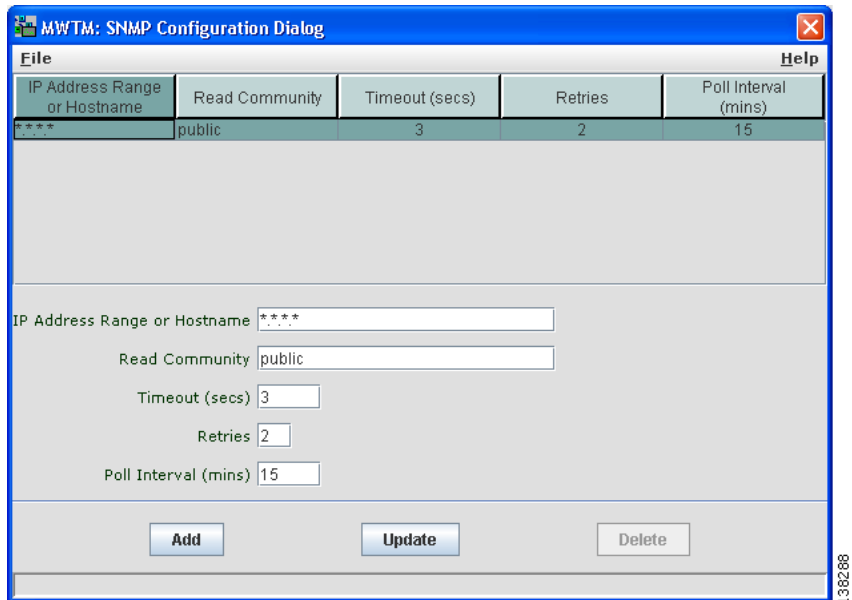 MWTM: SNMP Configuration Dialog
File Help
IP Address Range or Hostname Read Community Timeout (secs) Retries Poll Interval (mins)
*.*.*.* public 3 2 15
IP Address Range or Hostname *.*.*.*
Read Community public
Timeout (secs) 3
Retries 2
Poll Interval (mins) 15
Add Update Delete